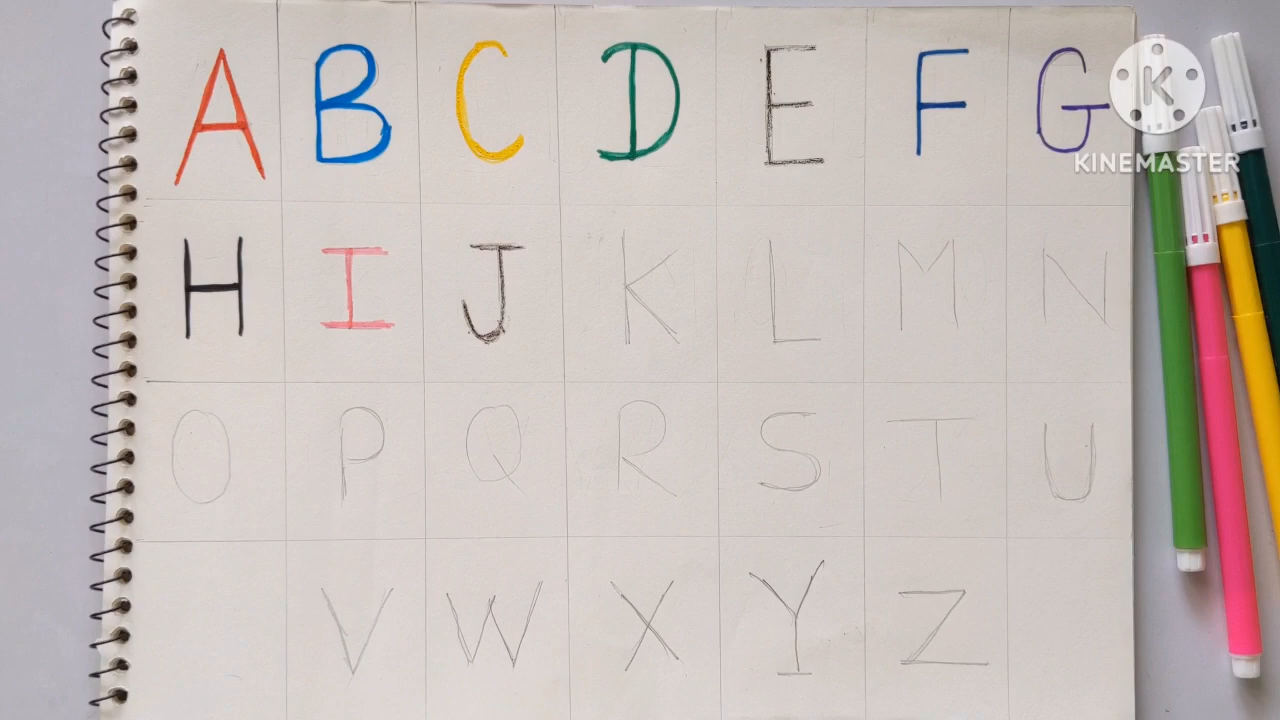 A B C D E F G
KINEMASTER
H I J K L M N
O P Q R S T U
V W X Y Z